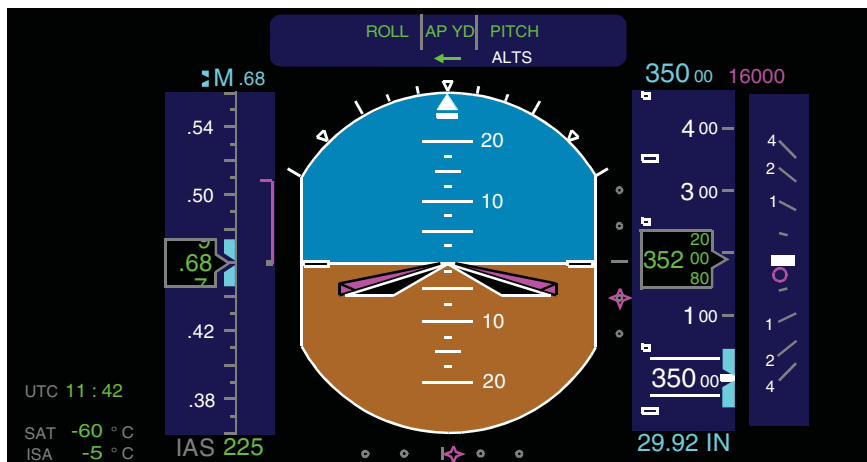 ROLL AP YD PITCH
ALTS
M .68
350 00 16000
.54
.50
9
.68
7
.42
.38
20
10
10
20
4 00
3 00
20
352 00
80
1 00
350 00
4
2
1
1
2
4
UTC 11 : 42
SAT -60 ° C
ISA -5 ° C
IAS 225
29.92 IN